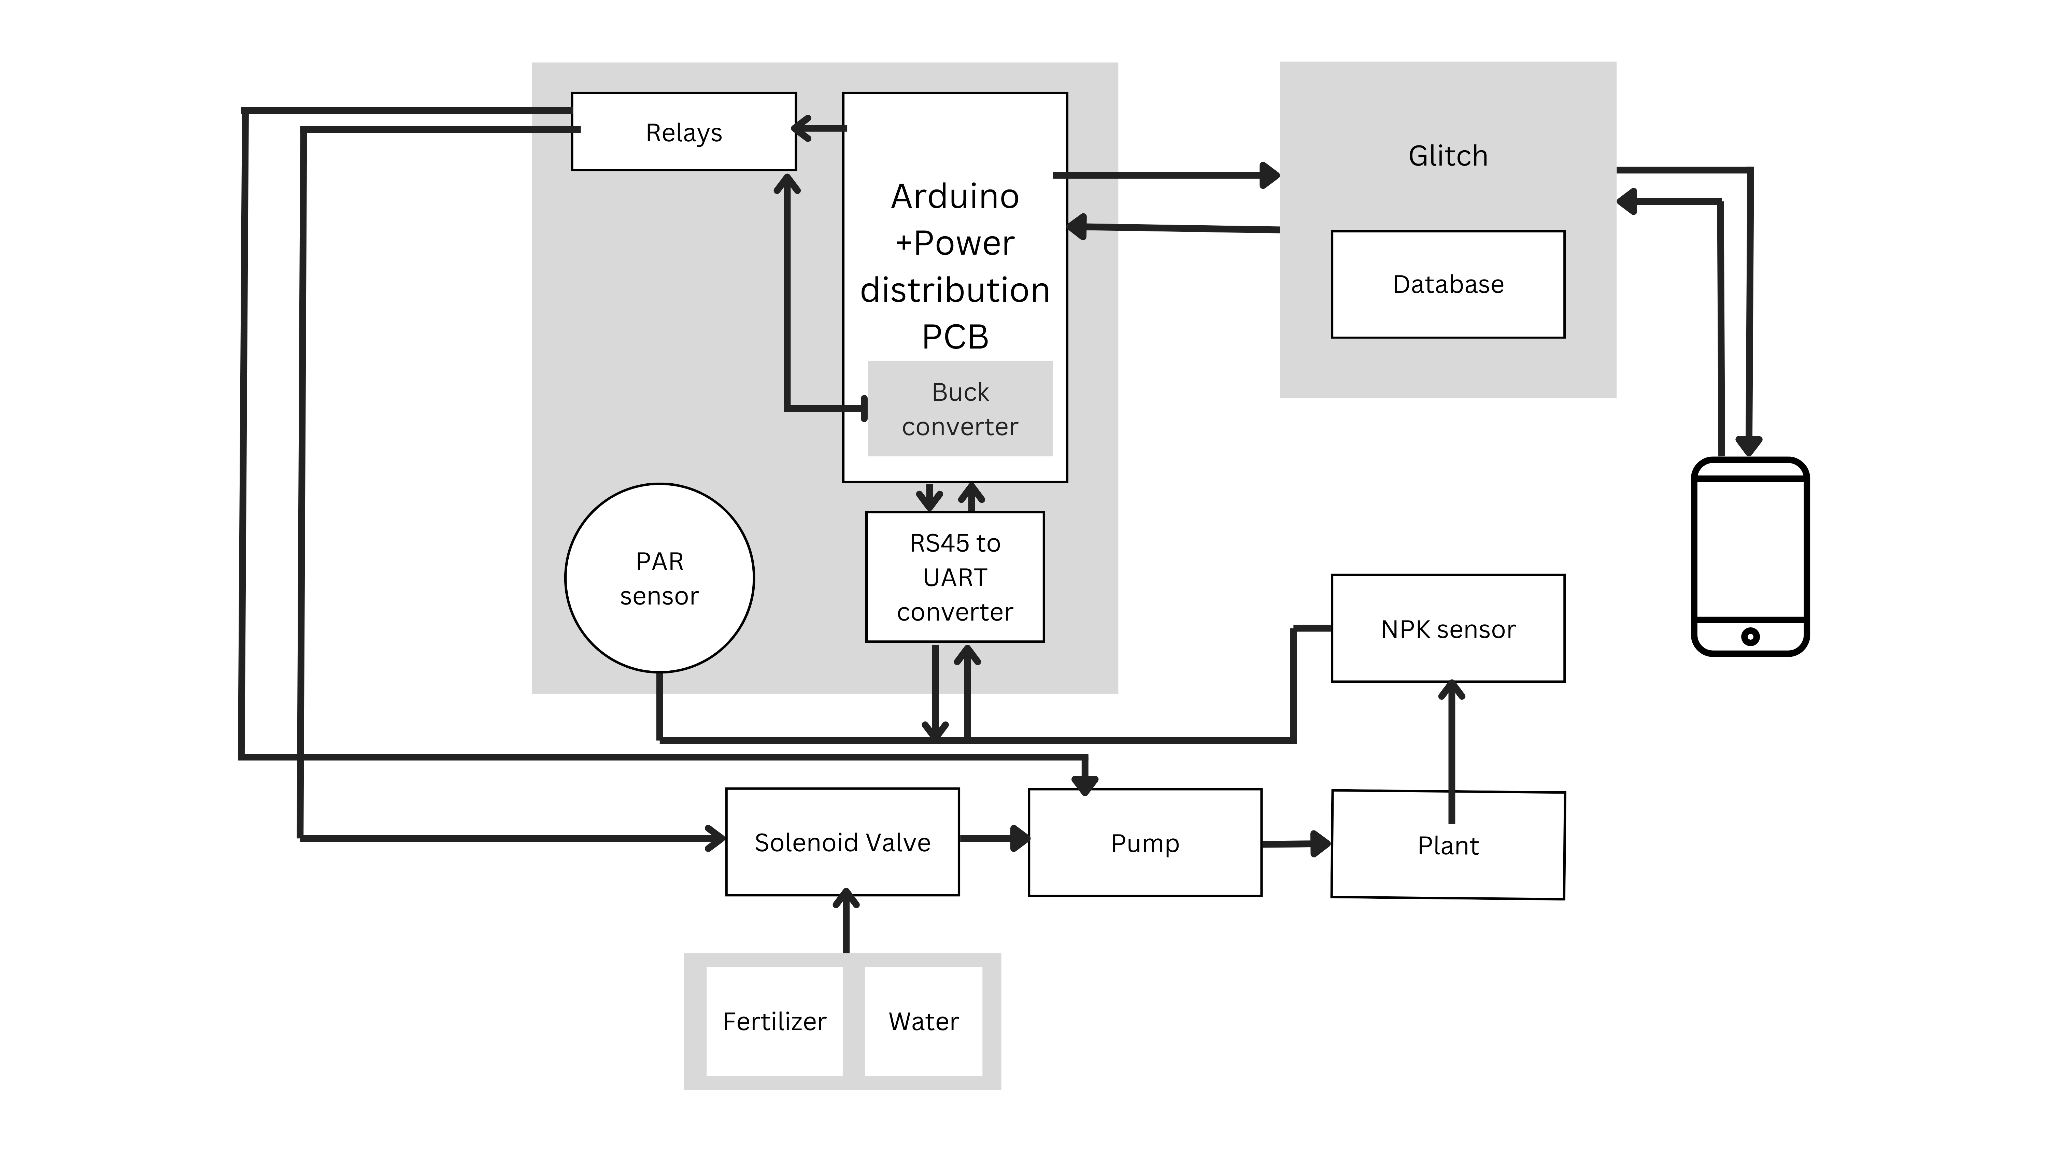 Relays
Arduino
+Power
distribution
PCB
Buck
converter
Glitch
Database
PAR
sensor
RS45 to
UART
converter
NPK sensor
Solenoid Valve
Pump
Plant
Fertilizer
Water